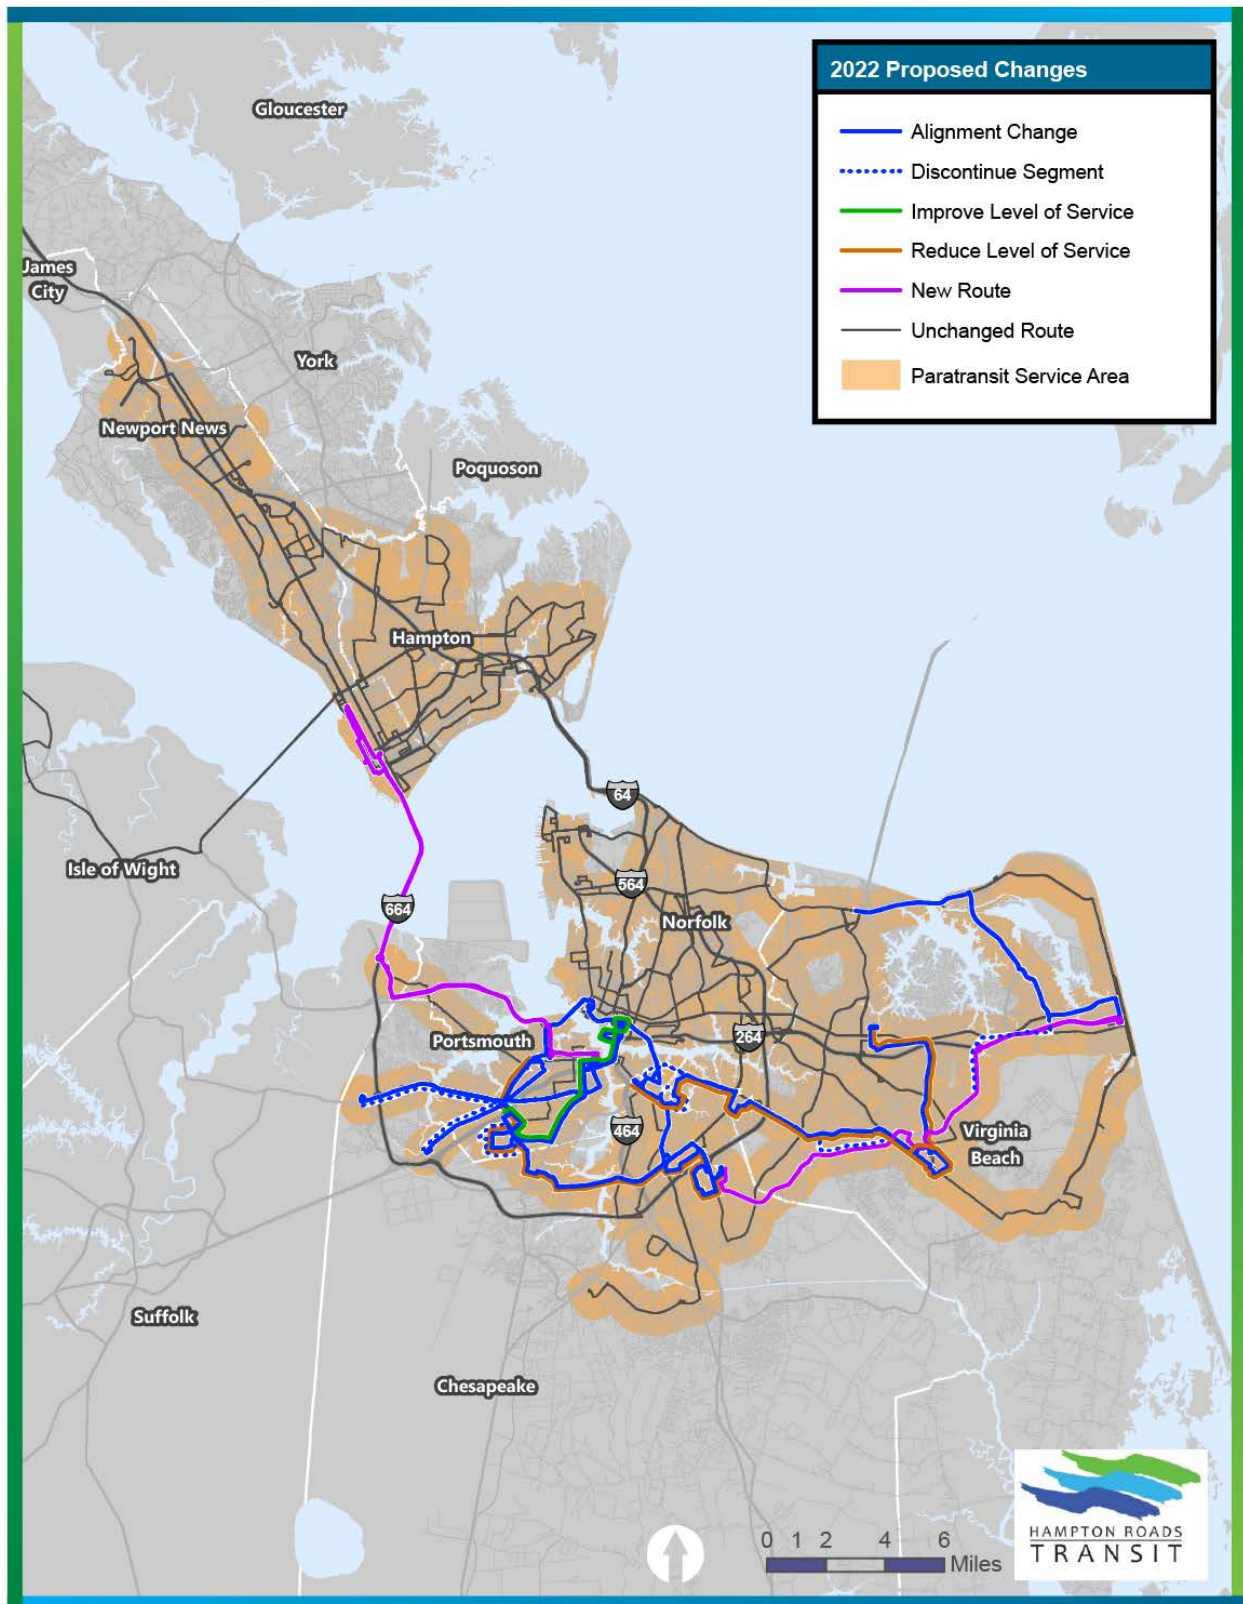 2022 Proposed Changes
Alignment Change
Discontinue Segment
Improve Level of Service
Reduce Level of Service
New Route
Unchanged Route
Paratransit Service Area
Gloucester
James
City
York
Newport News
Poquoson
Hampton
64
Isle of Wight
564
664
Norfolk
Portsmouth
264
464
Virginia
Beach
Suffolk
Chesapeake
0 1 2 4 6
Miles
HAMPTON ROADS
TRANSIT